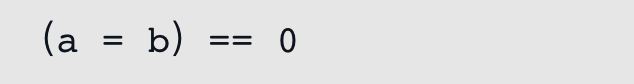 (a = b) == 0